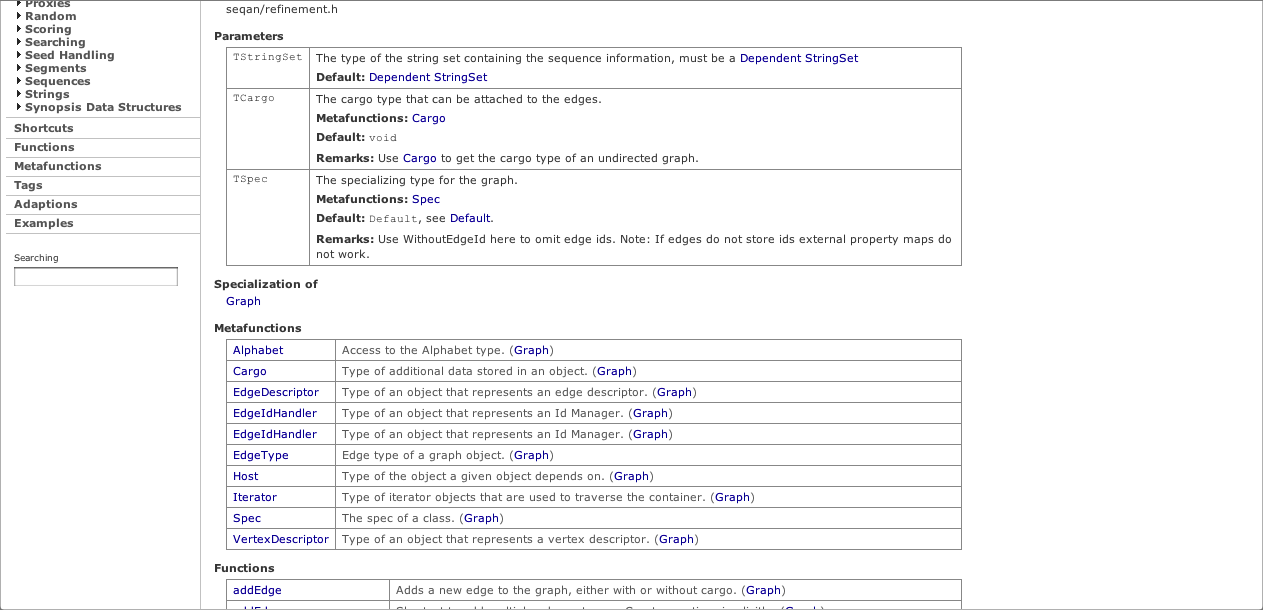 Proxies
Random
Scoring
Searching
Seed Handling
Segments
Sequences
Strings
Synopsis Data Structures
Shortcuts
Functions
Metafunctions
Tags
Adaptions
Examples
Searching
seqan/refinement.h
Parameters
TStringSet The type of the string set containing the sequence information, must be a Dependent StringSet
Default: Dependent StringSet
TCargo The cargo type that can be attached to the edges.
Metafunctions: Cargo
Default: void
Remarks: Use Cargo to get the cargo type of an undirected graph.
TSpec The specializing type for the graph.
Metafunctions: Spec
Default: Default, see Default.
Remarks: Use WithoutEdgeId here to omit edge ids. Note: If edges do not store ids external property maps do
not work.
Specialization of
Graph
Metafunctions
Alphabet Access to the Alphabet type. (Graph)
Cargo Type of additional data stored in an object. (Graph)
EdgeDescriptor Type of an object that represents an edge descriptor. (Graph)
EdgeIdHandler Type of an object that represents an Id Manager. (Graph)
EdgeIdHandler Type of an object that represents an Id Manager. (Graph)
EdgeType Edge type of a graph object. (Graph)
Host Type of the object a given object depends on. (Graph)
Iterator Type of iterator objects that are used to traverse the container. (Graph)
Spec The spec of a class. (Graph)
VertexDescriptor Type of an object that represents a vertex descriptor. (Graph)
Functions
addEdge Adds a new edge to the graph, either with or without cargo. (Graph)